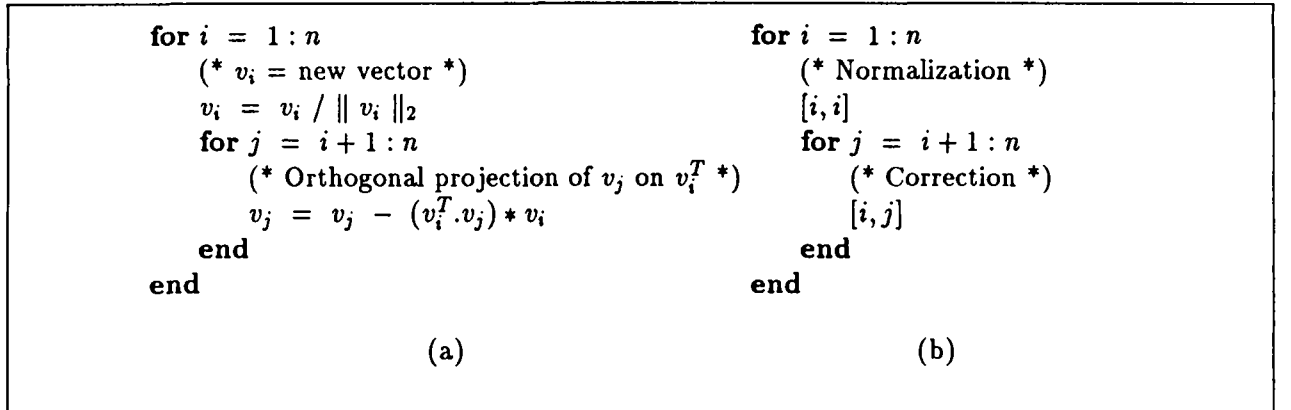 for i = 1 : n
(* v_i = new vector *)
v_i = v_i / ‖ v_i ‖_2
for j = i + 1 : n
(* Orthogonal projection of v_j on v_i^T *)
v_j = v_j − (v_i^T.v_j) * v_i
end
end
(a)
for i = 1 : n
(* Normalization *)
[i, i]
for j = i + 1 : n
(* Correction *)
[i, j]
end
end
(b)